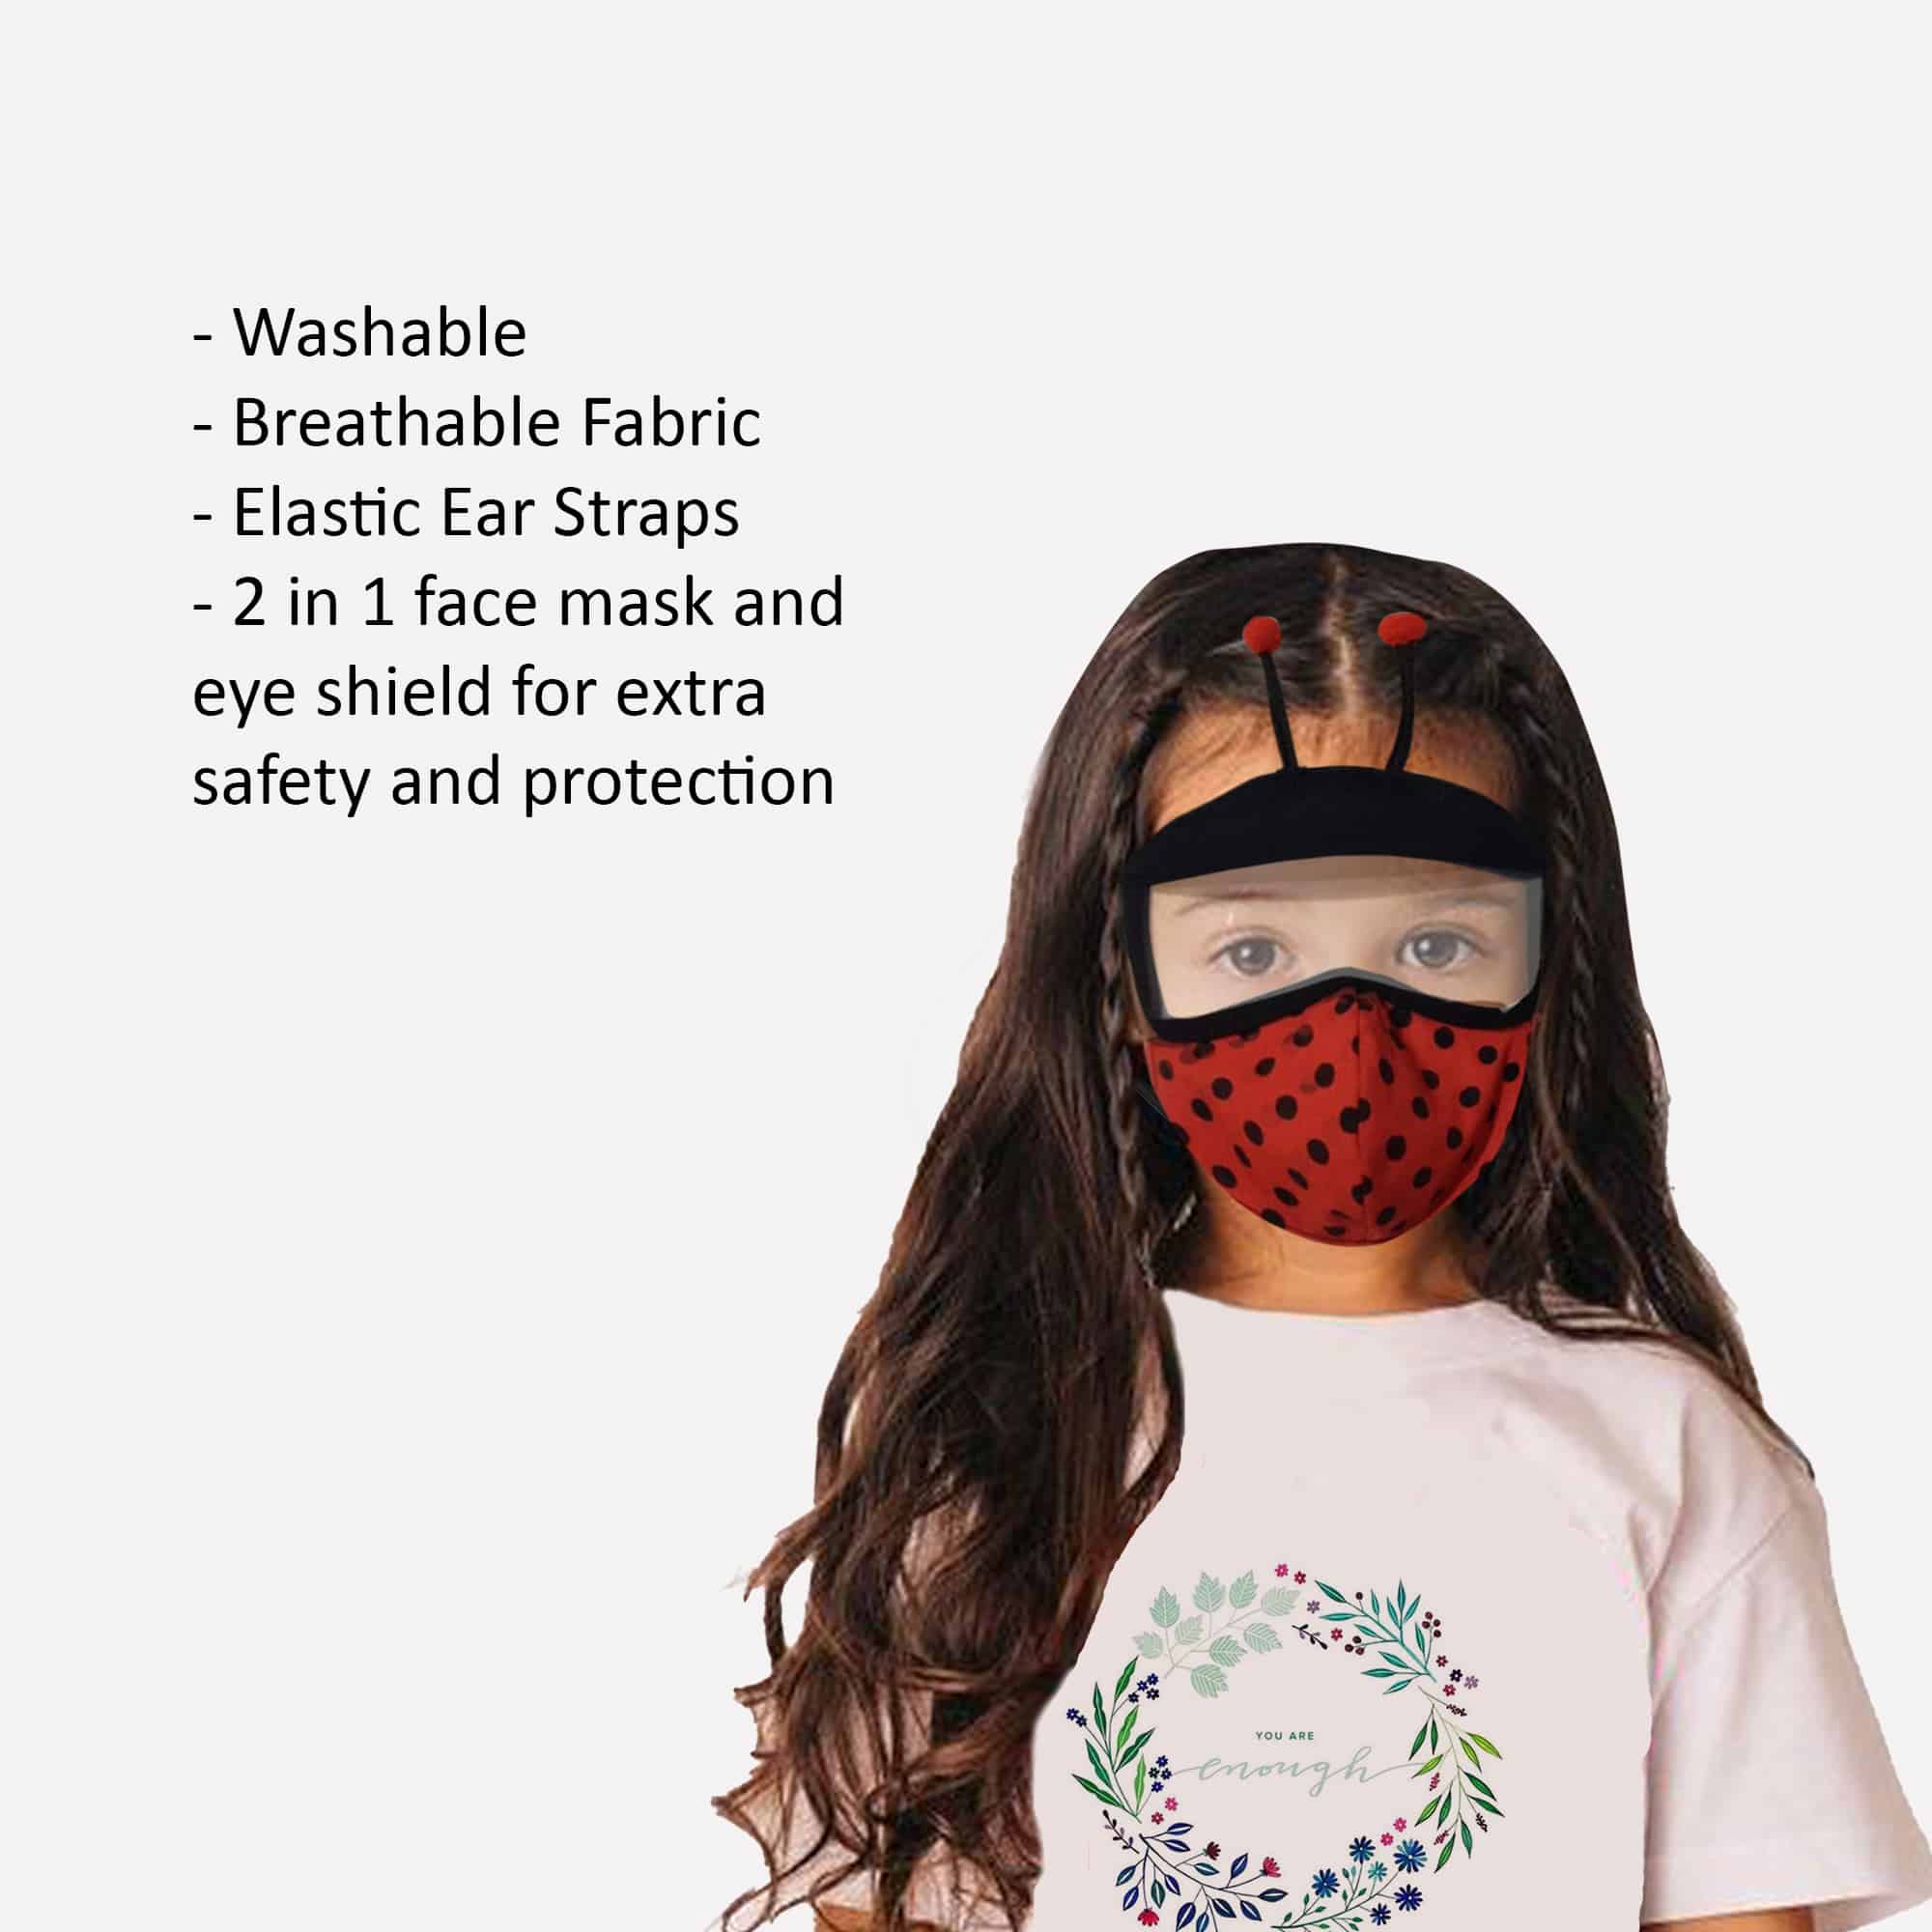 - Washable
- Breathable Fabric
- Elastic Ear Straps
- 2 in 1 face mask and
eye shield for extra
safety and protection
YOU ARE
enough